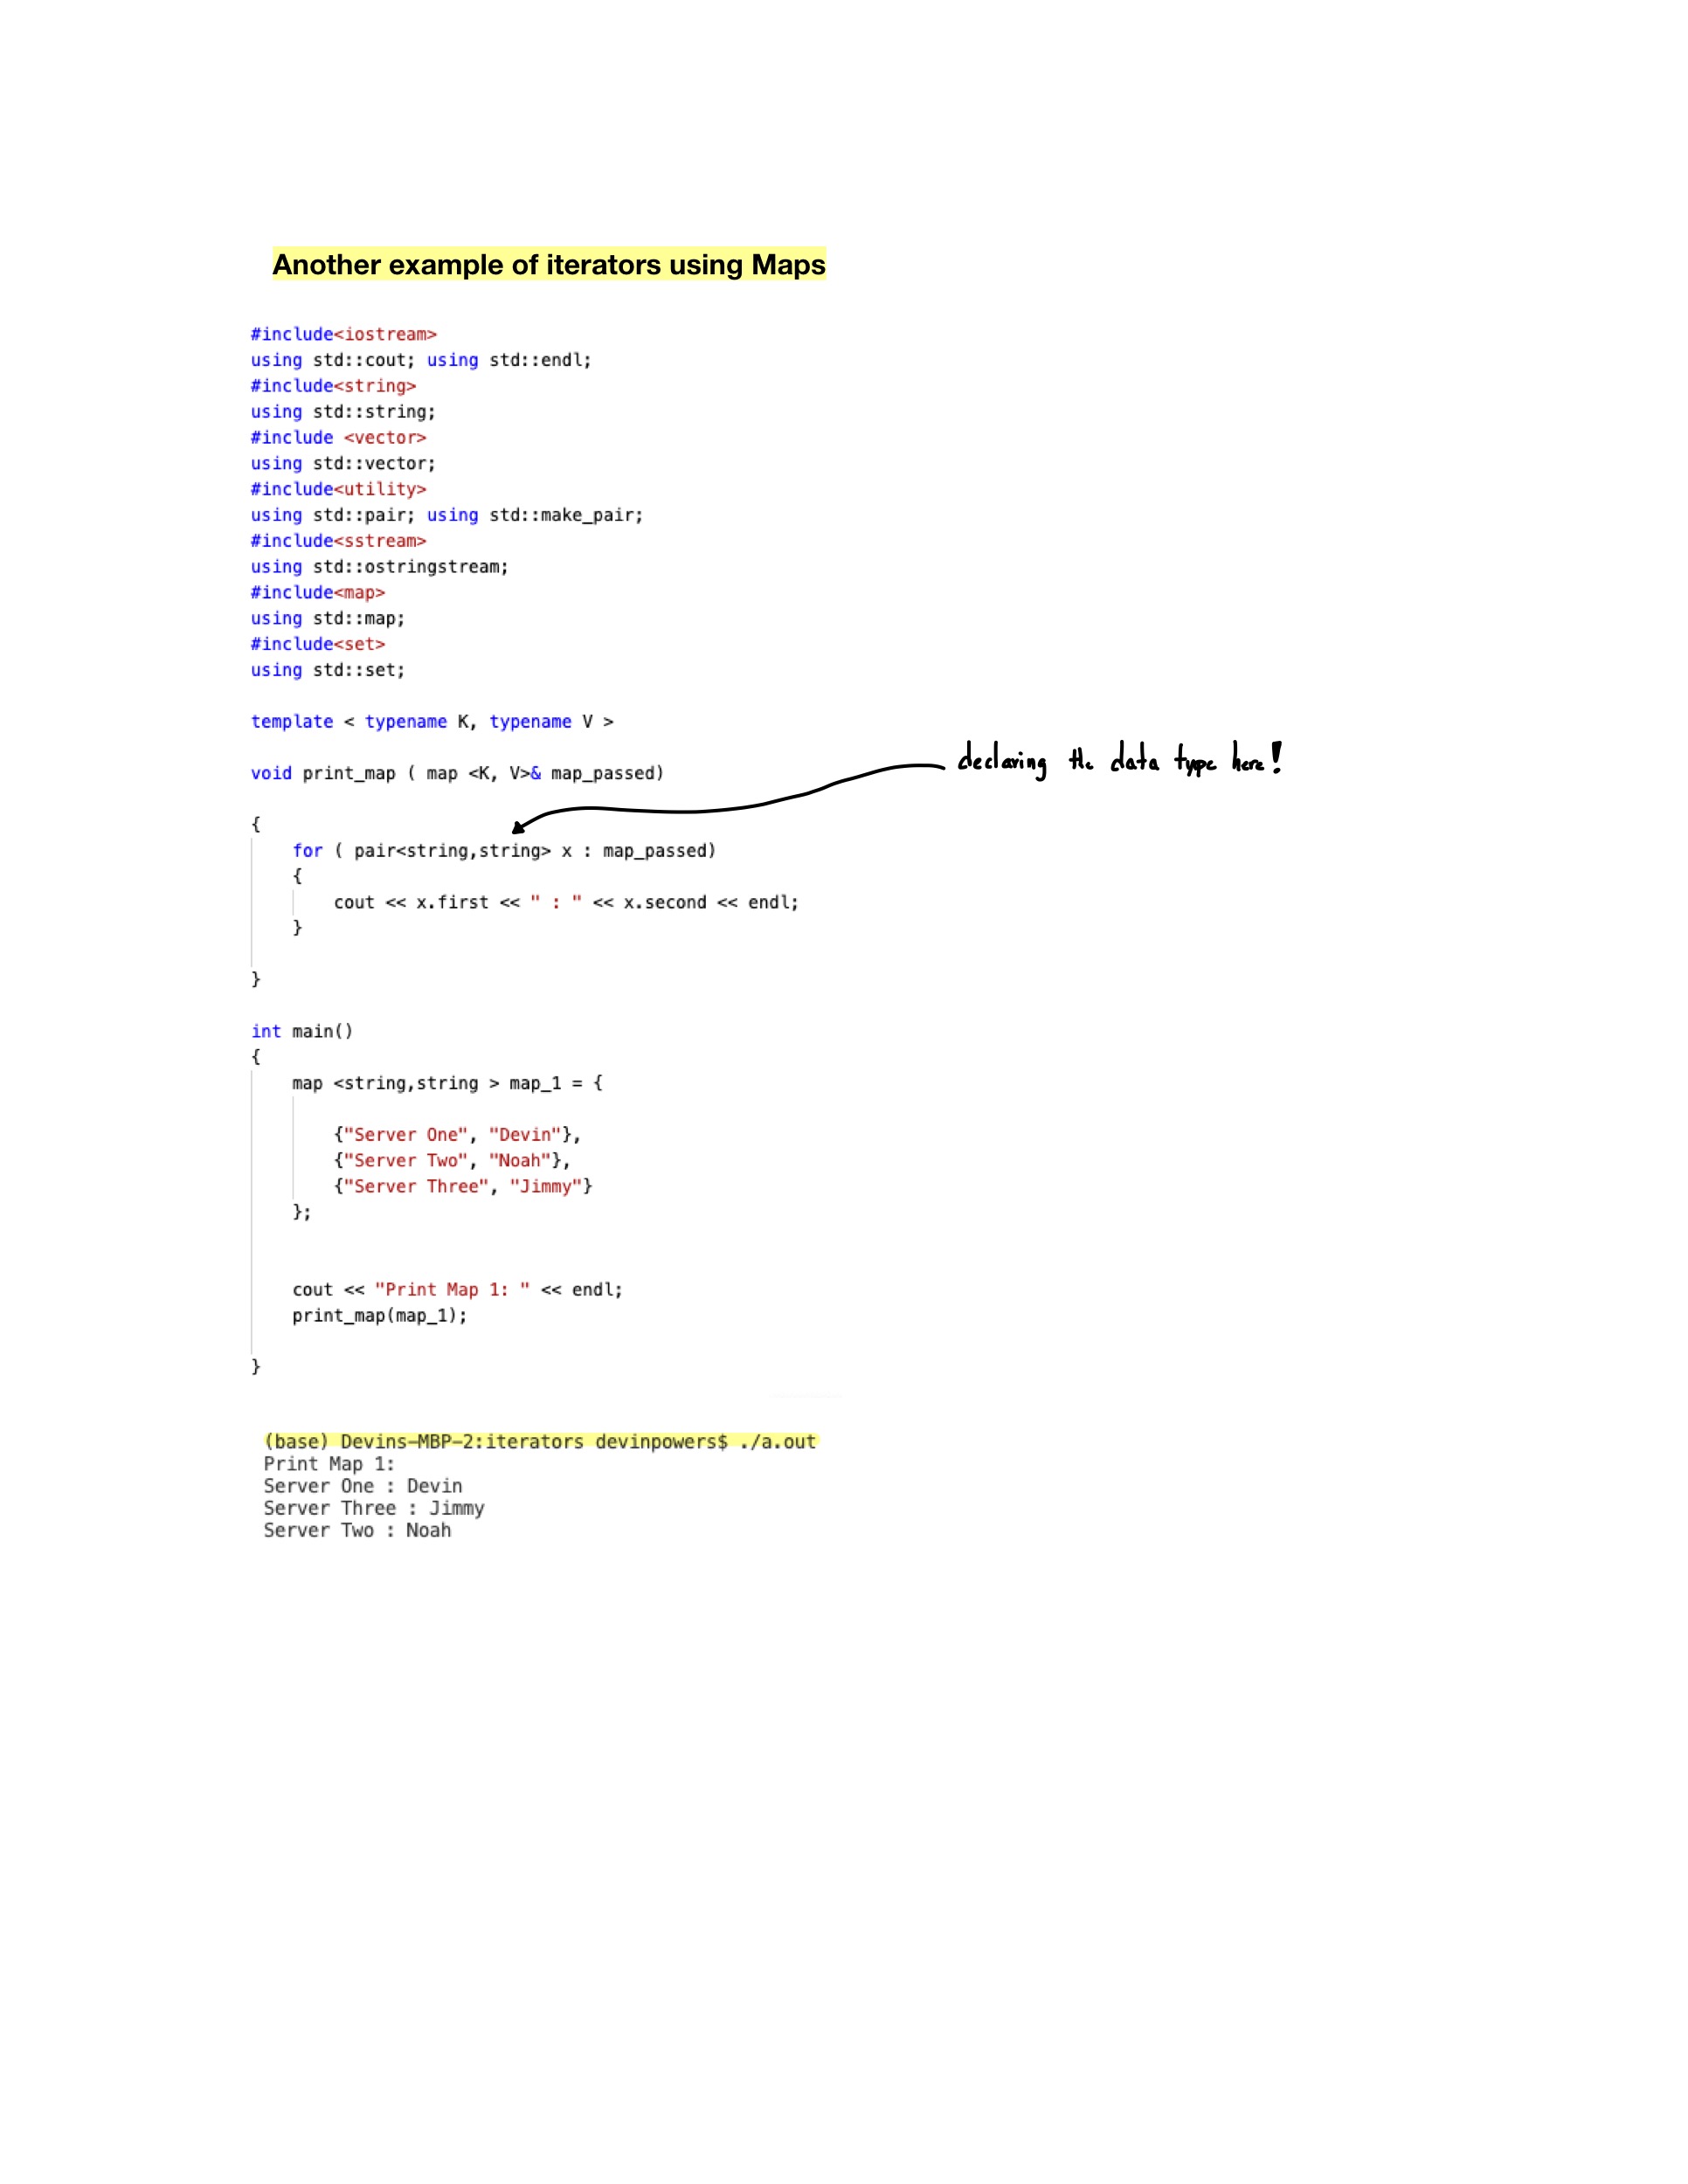 Another example of iterators using Maps
#include<iostream>
using std::cout; using std::endl;
#include<string>
using std::string;
#include <vector>
using std::vector;
#include<utility>
using std::pair; using std::make_pair;
#include<sstream>
using std::ostringstream;
#include<map>
using std::map;
#include<set>
using std::set;
template < typename K, typename V >
void print_map ( map <K, V>& map_passed)
declaring the data type here!
{
for ( pair<string,string> x : map_passed)
{
cout << x.first << " : " << x.second << endl;
}
}
int main()
{
map <string,string > map_1 = {
{"Server One", "Devin"},
{"Server Two", "Noah"},
{"Server Three", "Jimmy"}
};
cout << "Print Map 1: " << endl;
print_map(map_1);
}
(base) Devins-MBP-2:iterators devinpowers$ ./a.out
Print Map 1:
Server One : Devin
Server Three : Jimmy
Server Two : Noah